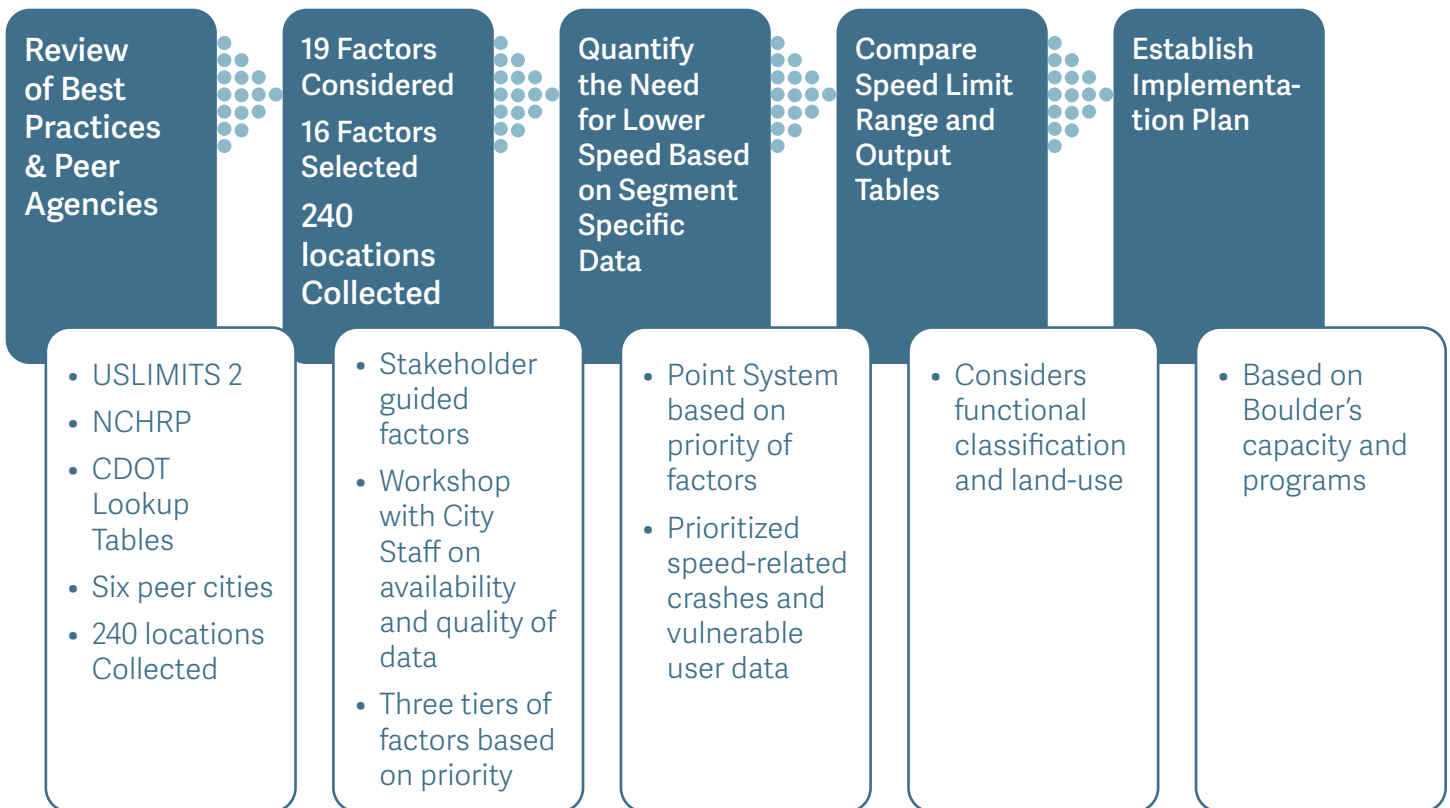 Review
of Best
Practices
& Peer
Agencies
19 Factors
Considered
16 Factors
Selected
240
locations
Collected
Quantify
the Need
for Lower
Speed Based
on Segment
Specific
Data
Compare
Speed Limit
Range and
Output
Tables
Establish
Implementa-
tion Plan
• USLIMITS 2
• NCHRP
• CDOT
Lookup
Tables
• Six peer cities
• 240 locations
Collected
• Stakeholder
guided
factors
• Workshop
with City
Staff on
availability
and quality of
data
• Three tiers of
factors based
on priority
• Point System
based on
priority of
factors
• Prioritized
speed-related
crashes and
vulnerable
user data
• Considers
functional
classification
and land-use
• Based on
Boulder’s
capacity and
programs